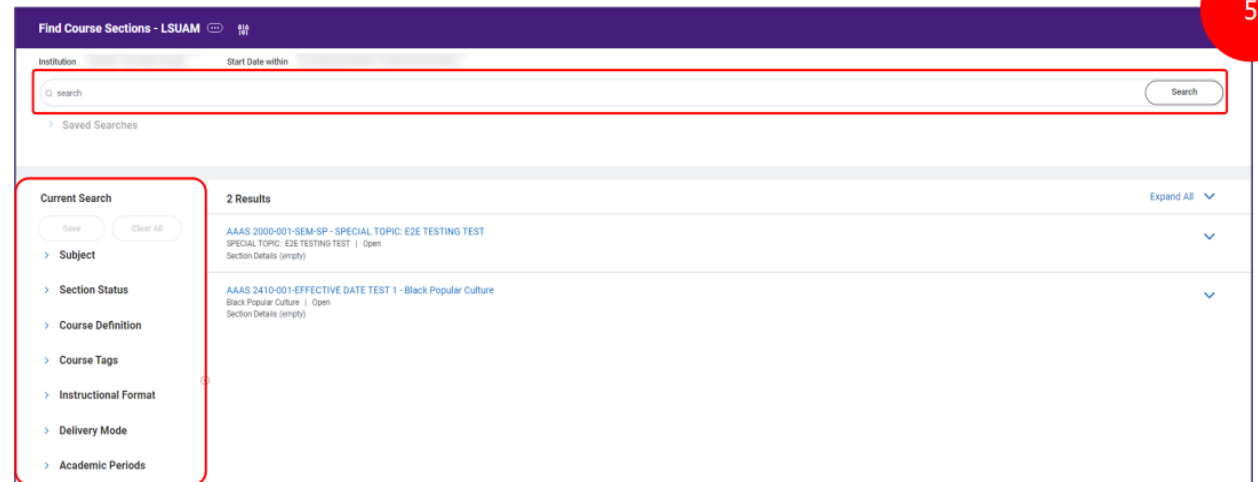 5
Find Course Sections - LSUAM
Institution Start Date within
search Search
Saved Searches
Current Search
Save Clear All
Subject
Section Status
Course Definition
Course Tags
Instructional Format
Delivery Mode
Academic Periods
2 Results Expand All
AAAS 2000-001-SEM-SP - SPECIAL TOPIC: E2E TESTING TEST
SPECIAL TOPIC: E2E TESTING TEST | Open
Section Details (empty)
AAAS 2410-001-EFFECTIVE DATE TEST 1 - Black Popular Culture
Black Popular Culture | Open
Section Details (empty)